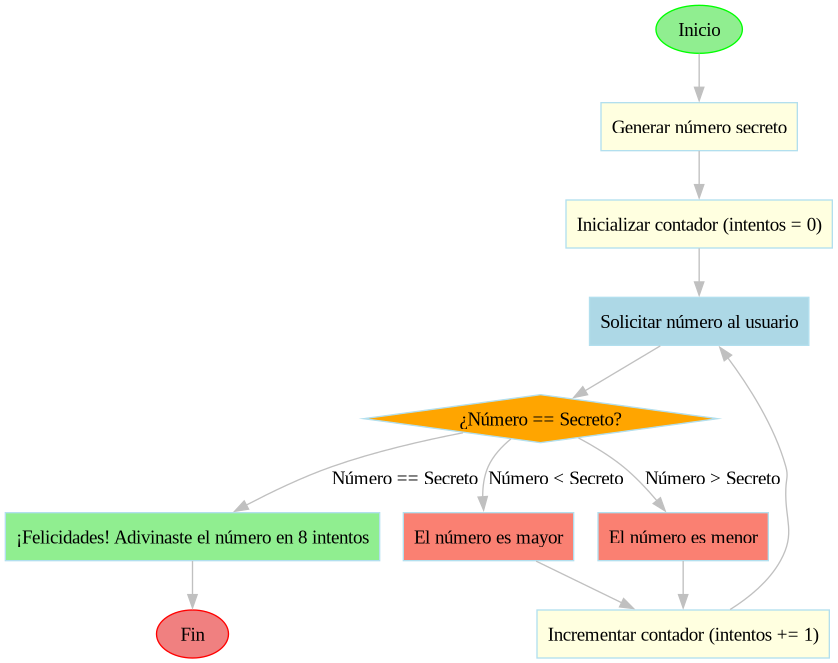 Inicio
Generar número secreto
Inicializar contador (intentos = 0)
Solicitar número al usuario
¿Número == Secreto?
Número == Secreto
Número < Secreto
Número > Secreto
¡Felicidades! Adivinaste el número en 8 intentos
El número es mayor
El número es menor
Fin
Incrementar contador (intentos += 1)